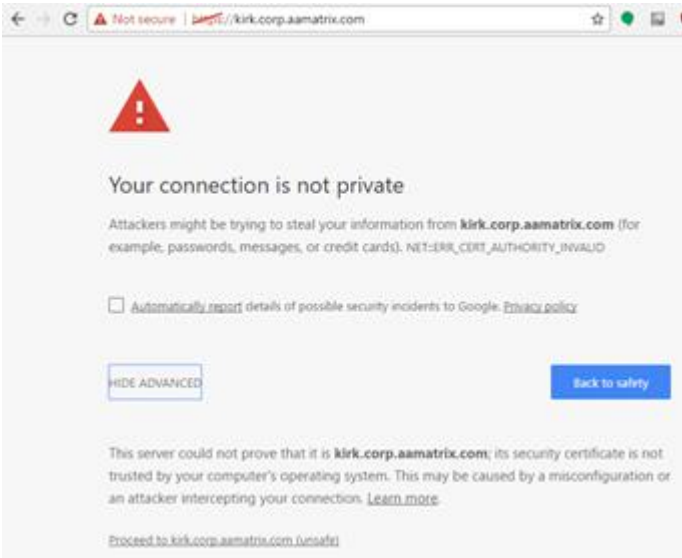 Not secure | https://kirk.corp.aamatrix.com
Your connection is not private
Attackers might be trying to steal your information from kirk.corp.aamatrix.com (for
example, passwords, messages, or credit cards). NET::ERR_CERT_AUTHORITY_INVALID
Automatically report details of possible security incidents to Google. Privacy policy
HIDE ADVANCED
Back to safety
This server could not prove that it is kirk.corp.aamatrix.com; its security certificate is not
trusted by your computer's operating system. This may be caused by a misconfiguration or
an attacker intercepting your connection. Learn more.
Proceed to kirk.corp.aamatrix.com (unsafe)